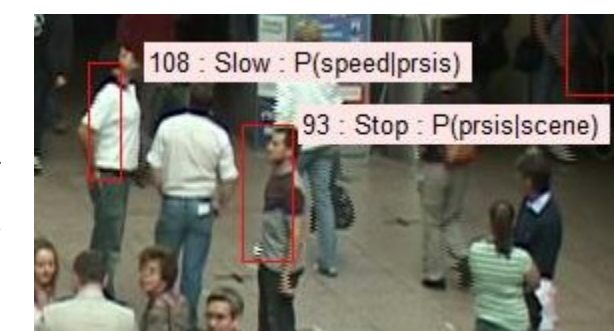 108 : Slow : P(speed|prsis)
93 : Stop : P(prsis|scene)